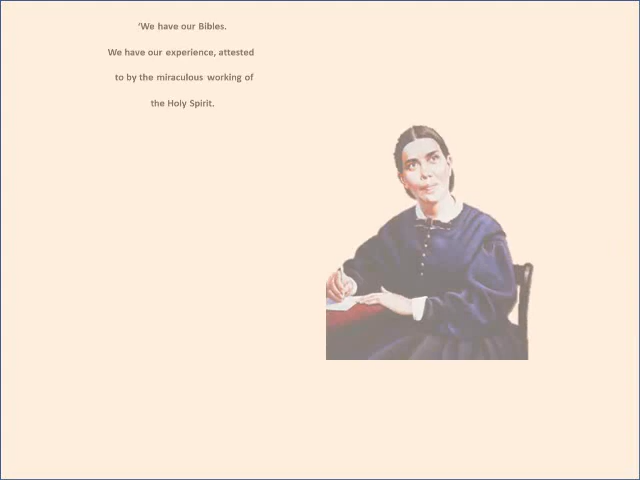 ‘We have our Bibles.
We have our experience, attested
to by the miraculous working of
the Holy Spirit.